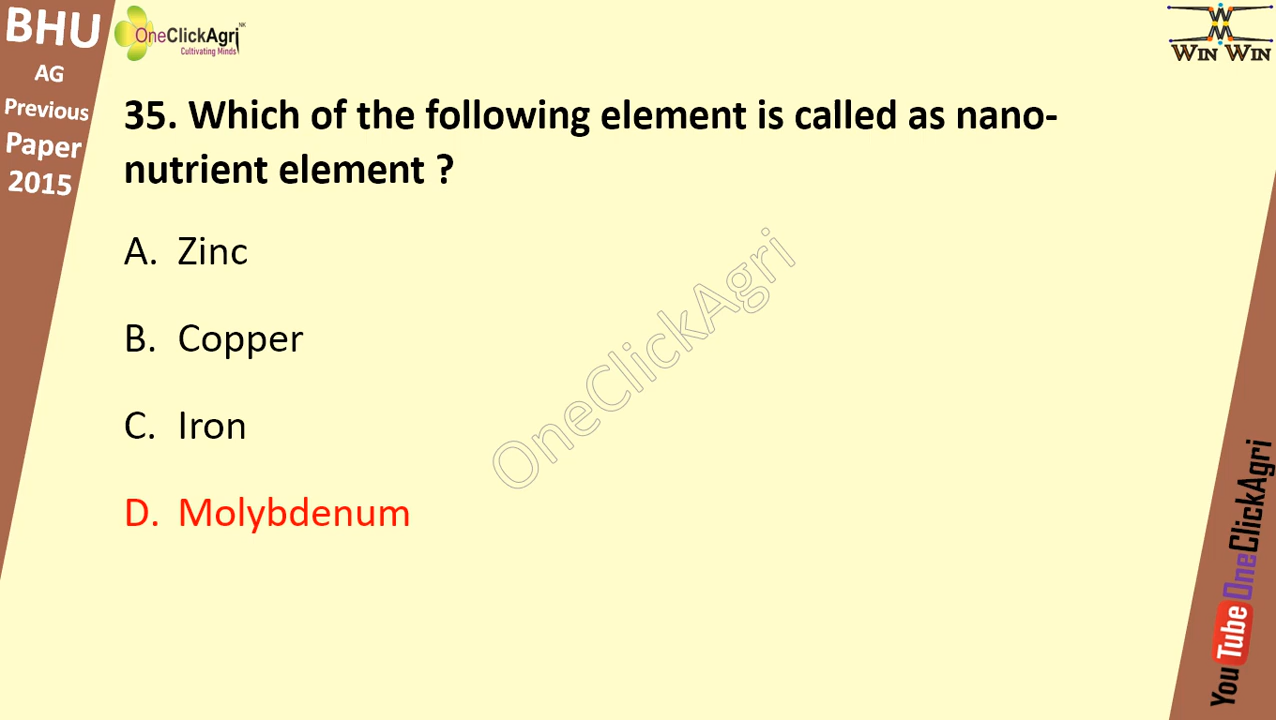 BHU
AG
Previous
Paper
2015
OneClickAgri NK
Cultivating Minds
WIN WIN
35. Which of the following element is called as nano-
nutrient element ?
A. Zinc
B. Copper
C. Iron
D. Molybdenum
OneClickAgri
YouTube OneClickAgri